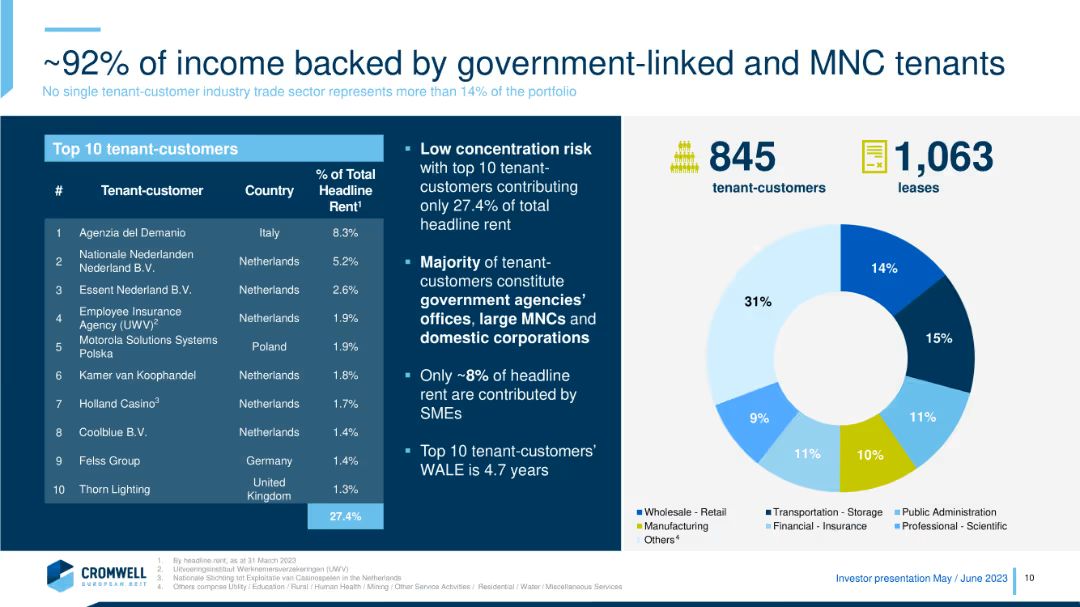 ~92% of income backed by government-linked and MNC tenants
No single tenant-customer industry trade sector represents more than 14% of the portfolio
Top 10 tenant-customers
# Tenant-customer Country % of Total Headline Rent1
1 Agenzia del Demanio Italy 8.3%
2 Nationale Nederlanden Nederland B.V. Netherlands 5.2%
3 Essent Nederland B.V. Netherlands 2.6%
4 Employee Insurance Agency (UWV)2 Netherlands 1.9%
5 Motorola Solutions Systems Polska Poland 1.9%
6 Kamer van Koophandel Netherlands 1.8%
7 Holland Casino3 Netherlands 1.7%
8 Coolblue B.V. Netherlands 1.4%
9 Felss Group Germany 1.4%
10 Thorn Lighting United Kingdom 1.3%
27.4%
▪ Low concentration risk
with top 10 tenant-
customers contributing
only 27.4% of total
headline rent
▪ Majority of tenant-
customers constitute
government agencies'
offices, large MNCs and
domestic corporations
▪ Only ~8% of headline
rent are contributed by
SMEs
▪ Top 10 tenant-customers'
WALE is 4.7 years
845
tenant-customers
1,063
leases
14%
15%
11%
10%
11%
9%
31%
Wholesale - Retail
Transportation - Storage
Public Administration
Manufacturing
Financial - Insurance
Professional - Scientific
Others4
CROMWELL
EUROPEAN REIT
1. By headline rent, as at 31 March 2023
2. Uitvoeringsinstituut Werknemersverzekeringen (UWV)
3. Nationale Stichting tot Exploitatie van Casinospelen in the Netherlands
4. Others comprise Utility / Education / Rural / Human Health / Mining / Other Service Activities / Residential / Water / Miscellaneous Services
Investor presentation May / June 2023
10